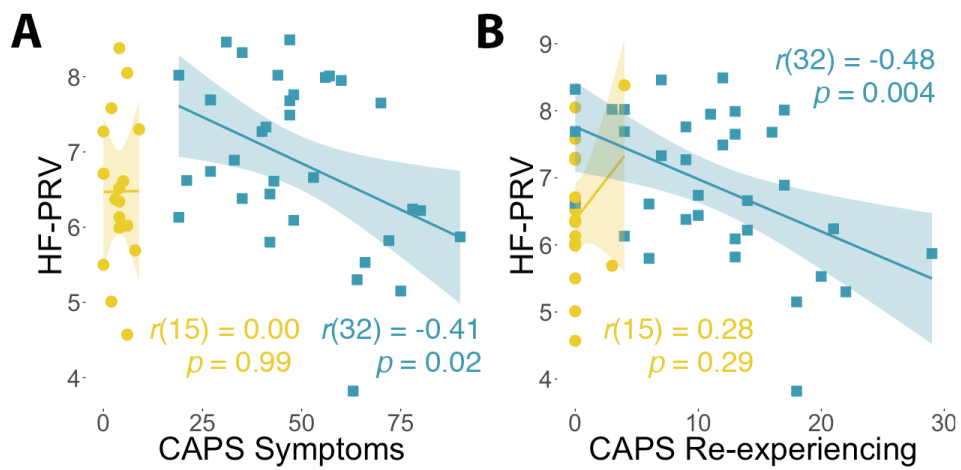 A
HF-PRV
8
7
6
5
4
r(15) = 0.00
p = 0.99
r(32) = -0.41
p = 0.02
0
25
50
75
CAPS Symptoms
B
HF-PRV
9
8
7
6
5
4
r(32) = -0.48
p = 0.004
r(15) = 0.28
p = 0.29
0
10
20
30
CAPS Re-experiencing